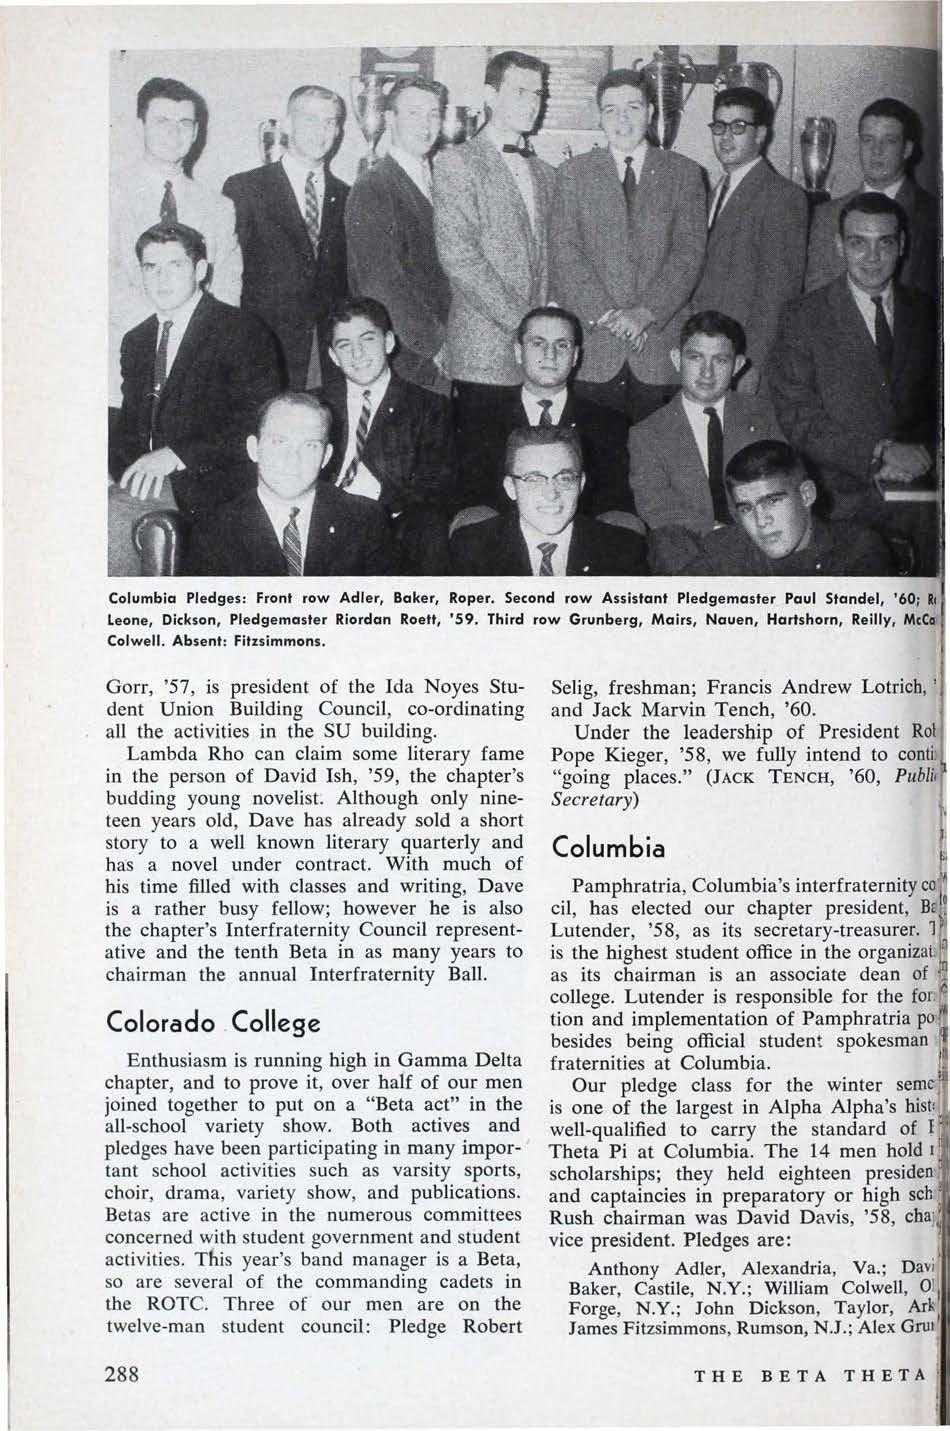 Columbia Pledges: Front row Adler, Baker, Roper. Second row Assistant Pledgemaster Paul Standel, '60;
Leone, Dickson, Pledgemaster Riordan Roett, '59. Third row Grunberg, Mairs, Nauen, Hartshorn, Reilly,
Colwell. Absent: Fitzsimmons.
Gorr, '57, is president of the Ida Noyes Stu-
dent Union Building Council, co-ordinating
all the activities in the SU building.
Lambda Rho can claim some literary fame
in the person of David Ish, '59, the chapter's
budding young novelist. Although only nine-
teen years old, Dave has already sold a short
story to a well known literary quarterly and
has a novel under contract. With much of
his time filled with classes and writing, Dave
is a rather busy fellow; however he is also
the chapter's Interfraternity Council represent-
ative and the tenth Beta in as many years to
chairman the annual Interfraternity Ball.
Colorado College
Enthusiasm is running high in Gamma Delta
chapter, and to prove it, over half of our men
joined together to put on a "Beta act" in the
all-school variety show. Both actives and
pledges have been participating in many impor-
tant school activities such as varsity sports,
choir, drama, variety show, and publications.
Betas are active in the numerous committees
concerned with student government and student
activities. This year's band manager is a Beta,
so are several of the commanding cadets in
the ROTC. Three of our men are on the
twelve-man student council: Pledge Robert
Selig, freshman; Francis Andrew Lotrich,
and Jack Marvin Tench, '60.
Under the leadership of President
Pope Kieger, '58, we fully intend to
"going places." (JACK TENCH, '60,
Secretary)
Columbia
Pamphratria, Columbia's interfraternity
cil, has elected our chapter president,
Lutender, '58, as its secretary-treasurer.
is the highest student office in the
as its chairman is an associate dean of
college. Lutender is responsible for the
tion and implementation of Pamphratria
besides being official student spokesman
fraternities at Columbia.
Our pledge class for the winter
is one of the largest in Alpha Alpha's
well-qualified to carry the standard of
Theta Pi at Columbia. The 14 men hold
scholarships; they held eighteen
and captaincies in preparatory or high
Rush chairman was David Davis, '58,
vice president. Pledges are:
Anthony Adler, Alexandria, Va.;
Baker, Castile, N.Y.; William Colwell,
Forge, N.Y.; John Dickson, Taylor,
James Fitzsimmons, Rumson, N.J.; Alex
288
THE BETA THETA